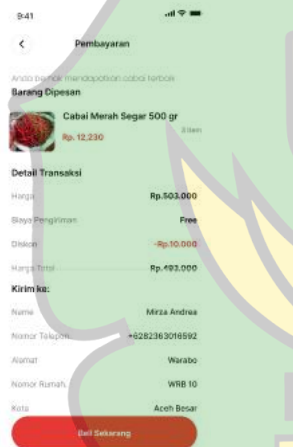 9:41
Pembayaran
Anda berhak mendapatkan cabai terbaik
Barang Dipesan
Cabai Merah Segar 500 gr
Rp. 12,230
Detail Transaksi
Harga Rp.503.000
Biaya Pengiriman Free
Diskon -Rp.10.000
Harga Total Rp.493.000
Kirim ke:
Name Mirza Andrea
Nomor Telepon +6282363016592
Alamat Warabo
Nomor Rumah WRB 10
Kota Aceh Besar
Beli Sekarang